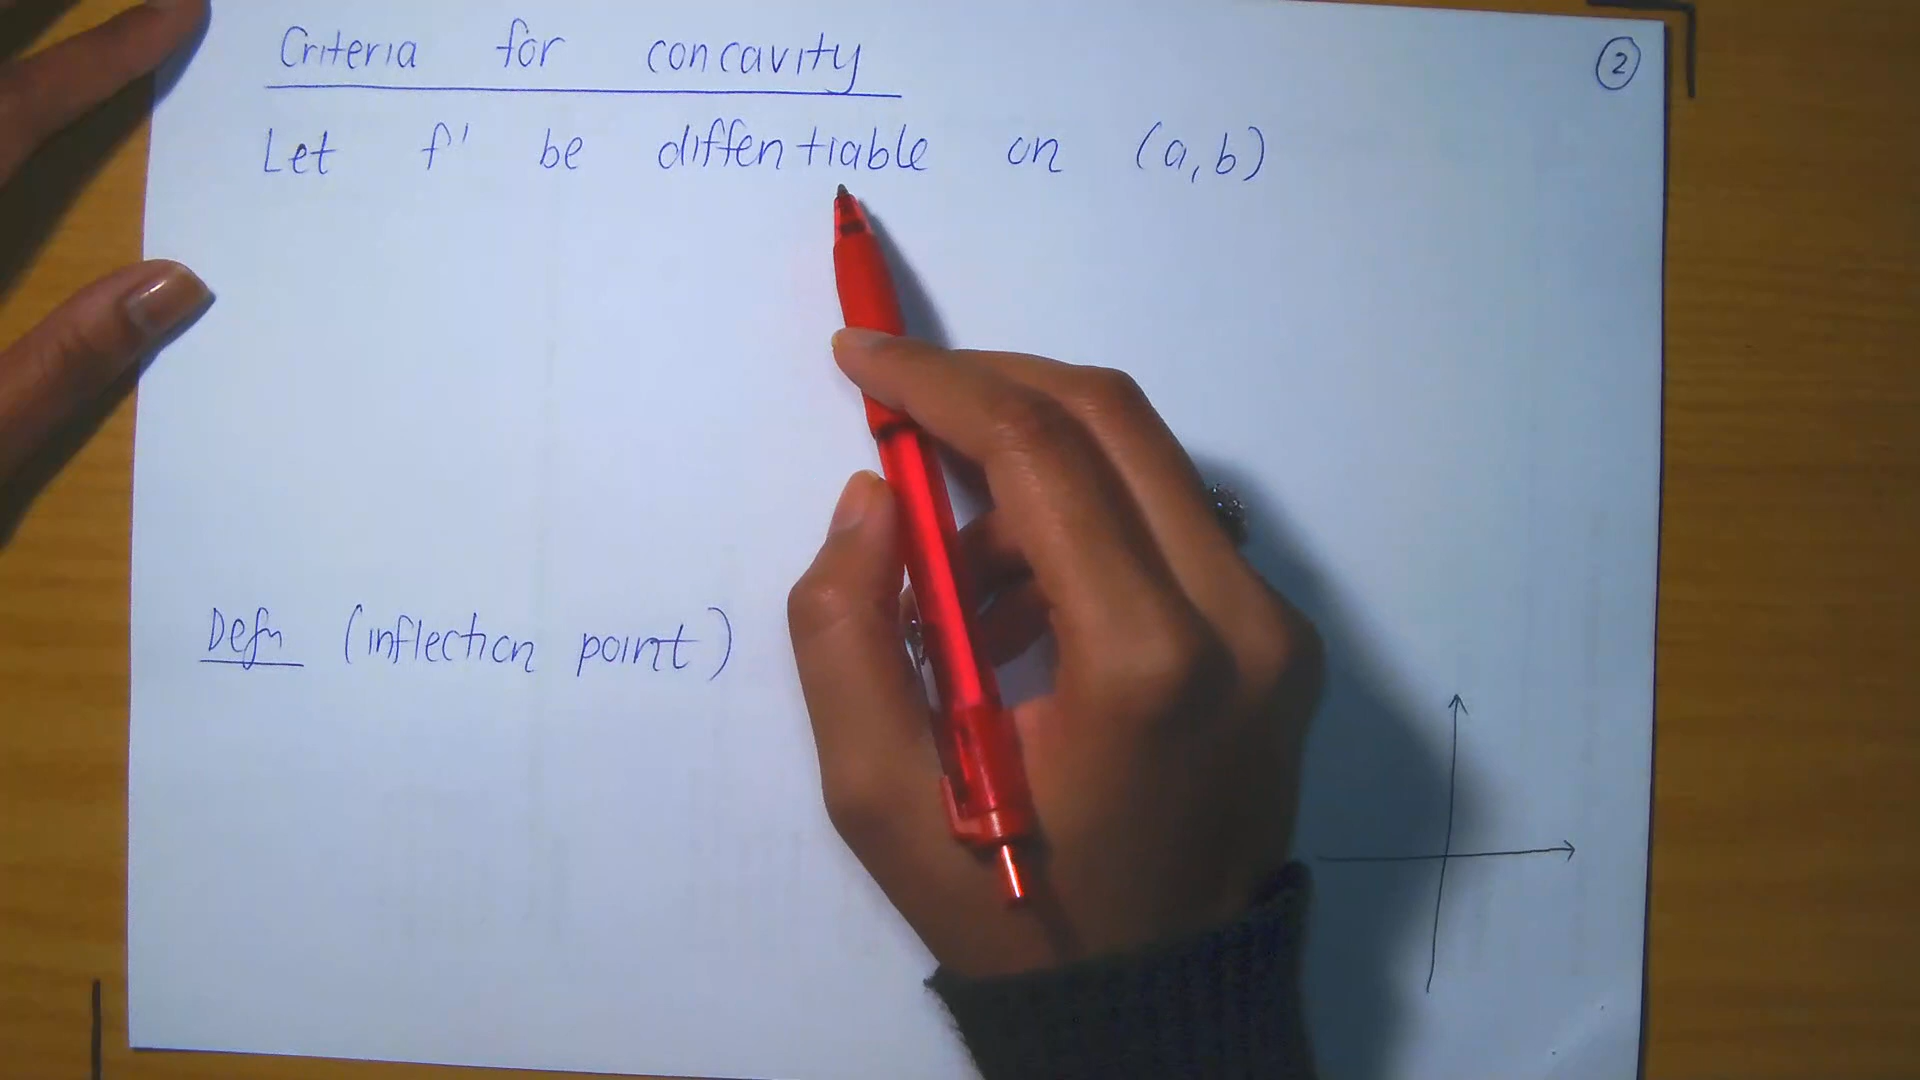 Criteria for concavity
②
Let f' be diffentiable on (a,b)
Defn (inflection point)